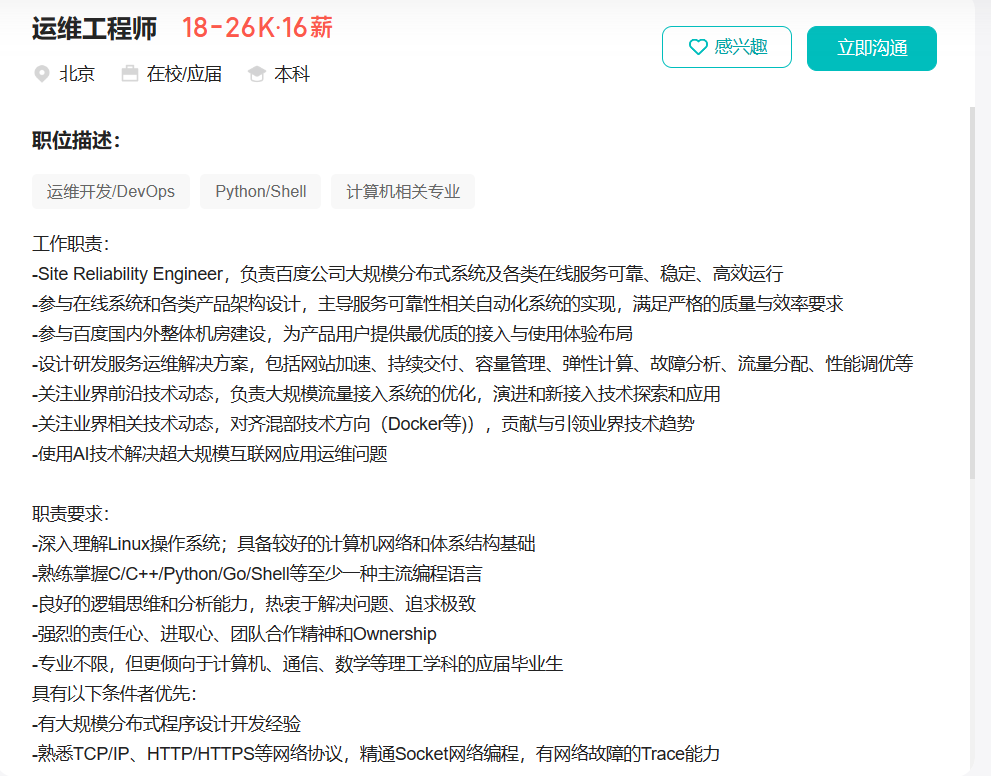 运维工程师 18-26K·16薪
感兴趣 立即沟通
北京 在校/应届 本科
职位描述：
运维开发/DevOps Python/Shell 计算机相关专业
工作职责：
-Site Reliability Engineer，负责百度公司大规模分布式系统及各类在线服务可靠、稳定、高效运行
-参与在线系统和各类产品架构设计，主导服务可靠性相关自动化系统的实现，满足严格的质量与效率要求
-参与百度国内外整体机房建设，为产品用户提供最优质的接入与使用体验布局
-设计研发服务运维解决方案，包括网站加速、持续交付、容量管理、弹性计算、故障分析、流量分配、性能调优等
-关注业界前沿技术动态，负责大规模流量接入系统的优化，演进和新接入技术探索和应用
-关注业界相关技术动态，对齐混部技术方向（Docker等)），贡献与引领业界技术趋势
-使用AI技术解决超大规模互联网应用运维问题
职责要求：
-深入理解Linux操作系统；具备较好的计算机网络和体系结构基础
-熟练掌握C/C++/Python/Go/Shell等至少一种主流编程语言
-良好的逻辑思维和分析能力，热衷于解决问题、追求极致
-强烈的责任心、进取心、团队合作精神和Ownership
-专业不限，但更倾向于计算机、通信、数学等理工学科的应届毕业生
具有以下条件者优先：
-有大规模分布式程序设计开发经验
-熟悉TCP/IP、HTTP/HTTPS等网络协议，精通Socket网络编程，有网络故障的Trace能力